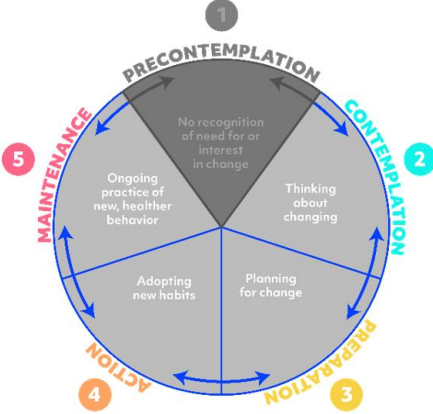 1
PRECONTEMPLATION
No recognition
of need for or
interest
in change
2
CONTEMPLATION
Thinking
about
changing
3
PREPARATION
Planning
for change
4
ACTION
Adopting
new habits
5
MAINTENANCE
Ongoing
practice of
new, healther
behavior